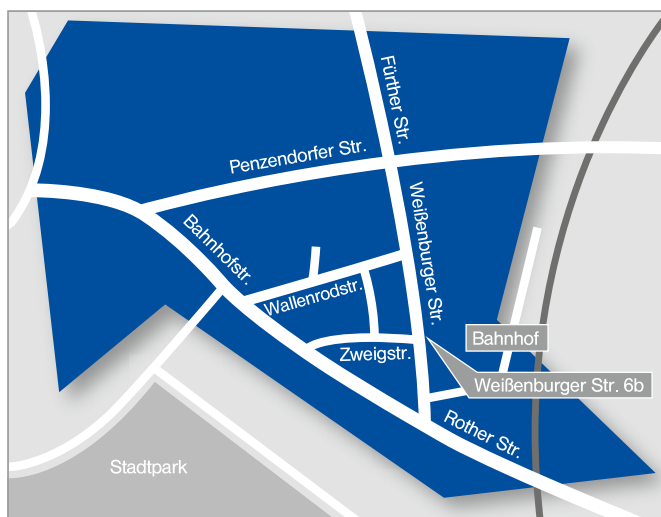 Fürther Str.
Penzendorfer Str.
Weißenburger Str.
Bahnhofstr.
Wallenrodstr.
Bahnhof
Zweigstr.
Weißenburger Str. 6b
Rother Str.
Stadtpark